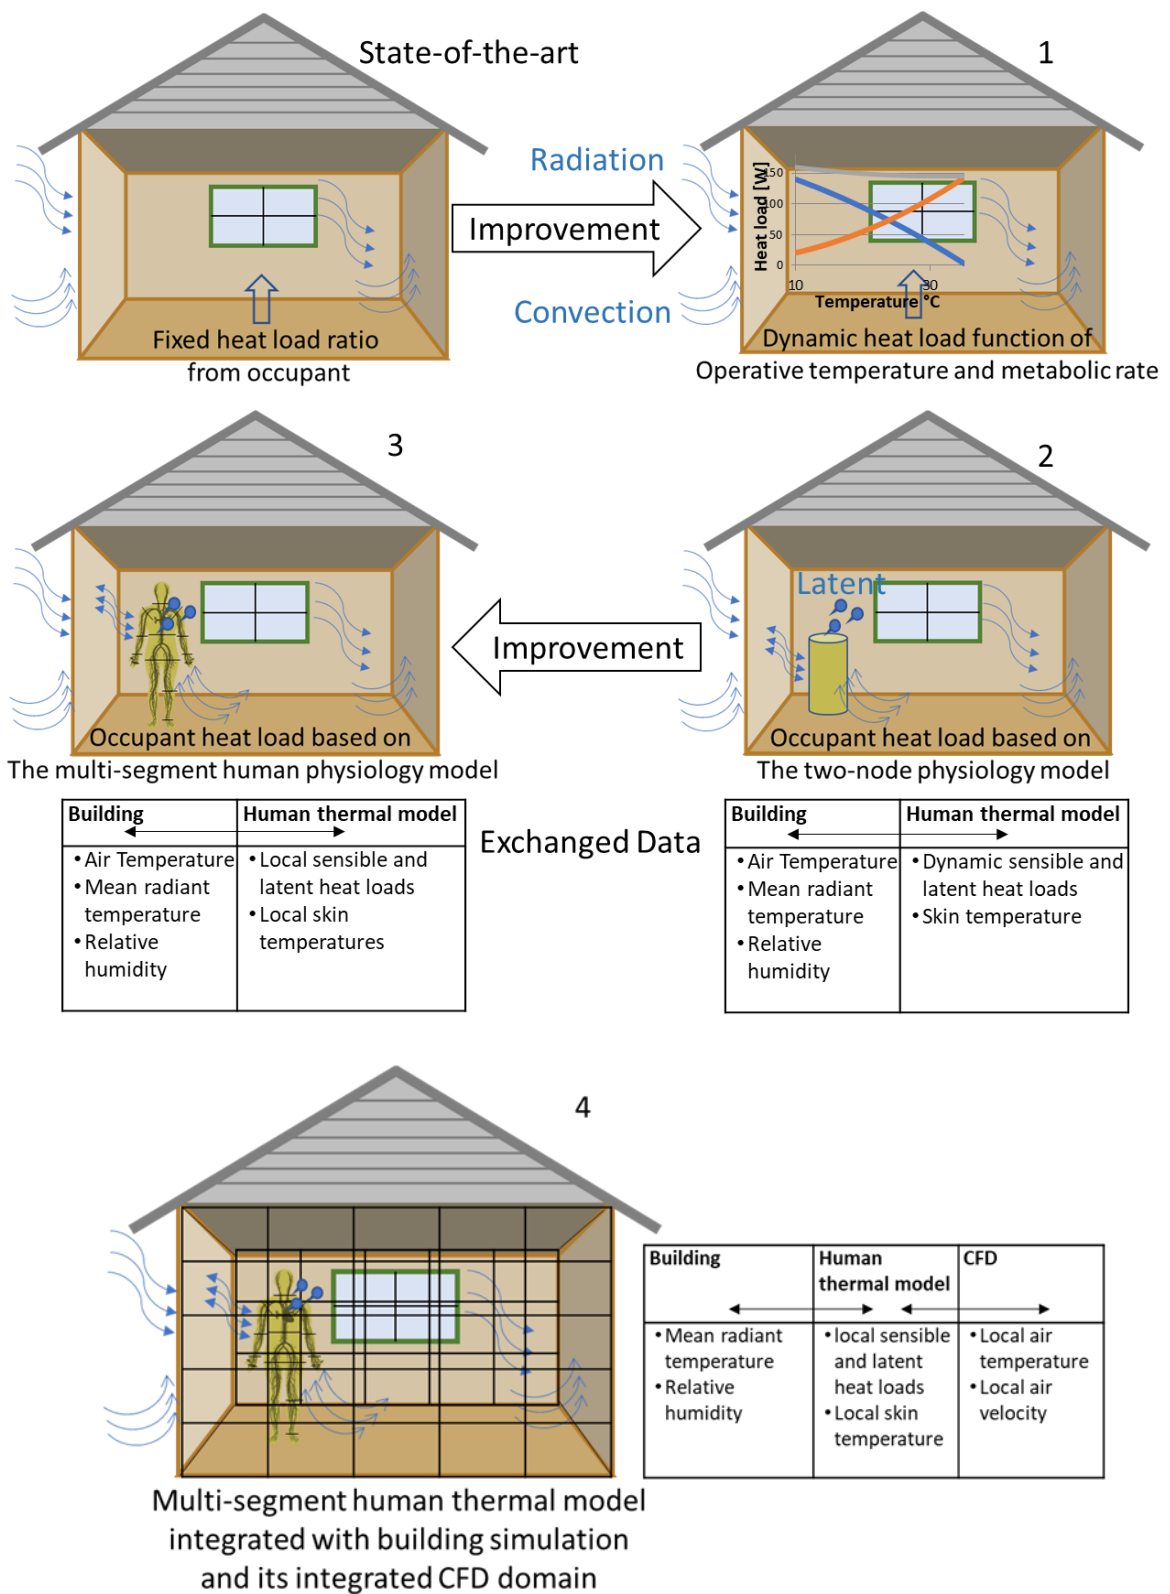 State-of-the-art
1
Radiation
Improvement
Convection
Fixed heat load ratio
from occupant
Heat load [W]
150
100
50
0
10
30
Temperature °C
Dynamic heat load function of
Operative temperature and metabolic rate
3
2
Latent
Improvement
Occupant heat load based on
The multi-segment human physiology model
Occupant heat load based on
The two-node physiology model
Building
Human thermal model
• Air Temperature
• Mean radiant
temperature
• Relative
humidity
• Local sensible and
latent heat loads
• Local skin
temperatures
Exchanged Data
Building
Human thermal model
• Air Temperature
• Mean radiant
temperature
• Relative
humidity
• Dynamic sensible and
latent heat loads
• Skin temperature
4
Building
Human
thermal model
CFD
• Mean radiant
temperature
• Relative
humidity
• local sensible
and latent
heat loads
• Local skin
temperature
• Local air
temperature
• Local air
velocity
Multi-segment human thermal model
integrated with building simulation
and its integrated CFD domain